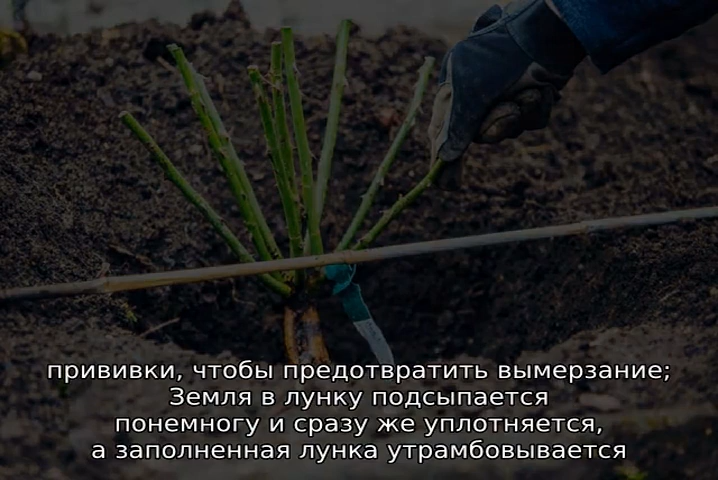 прививки, чтобы предотвратить вымерзание;
Земля в лунку подсыпается
понемногу и сразу же уплотняется,
а заполненная лунка утрамбовывается